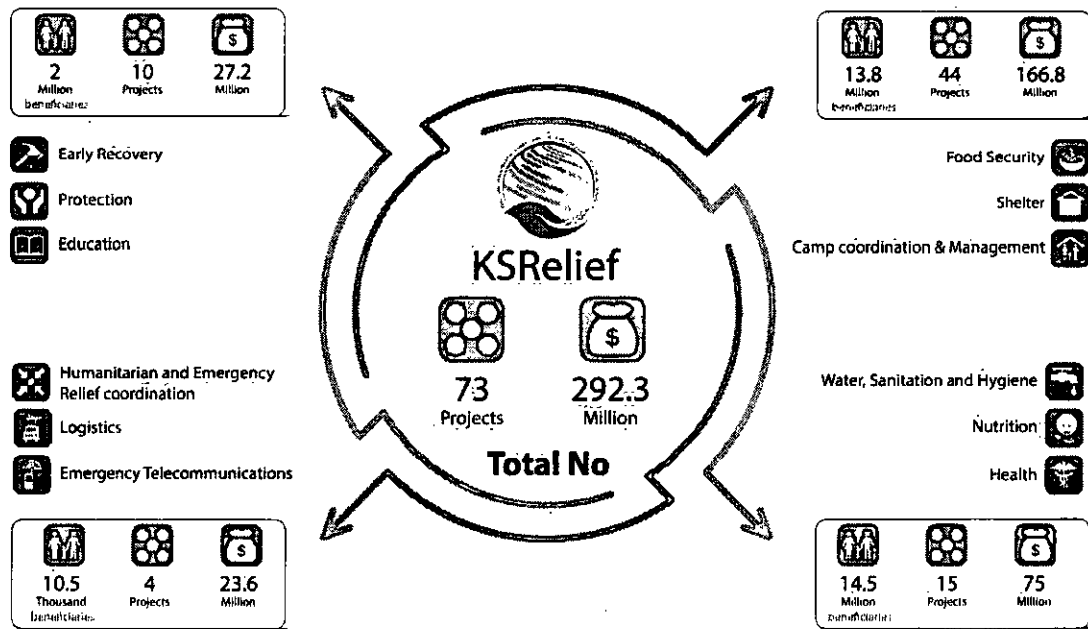 2 10 27.2
Million Projects Million
beneficiaries
Early Recovery
Protection
Education
Humanitarian and Emergency
Relief coordination
Logistics
Emergency Telecommunications
10.5 4 23.6
Thousand Projects Million
beneficiaries
KSRelief
73 292.3
Projects Million
Total No
13.8 44 166.8
Million Projects Million
beneficiaries
Food Security
Shelter
Camp coordination & Management
Water, Sanitation and Hygiene
Nutrition
Health
14.5 15 75
Million Projects Million
beneficiaries